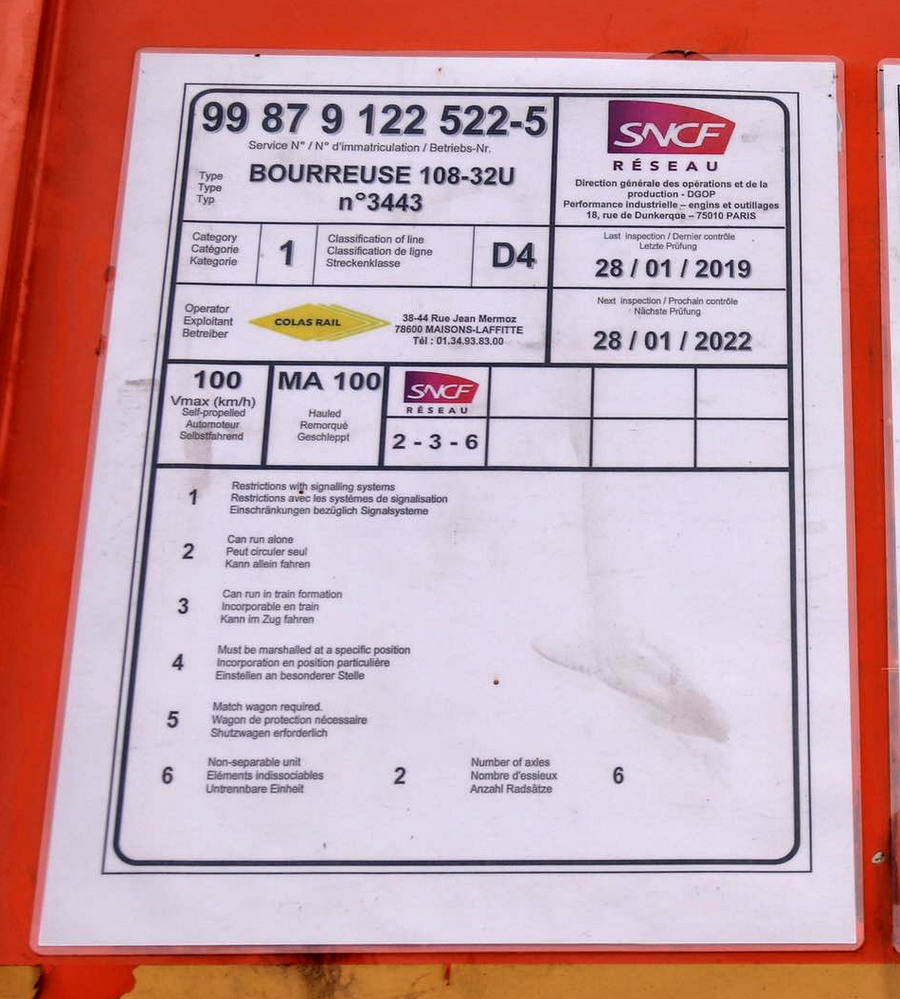 99 87 9 122 522-5
Service N° / N° d'immatriculation / Betriebs-Nr.
Type
Type
Typ
BOURREUSE 108-32U
n°3443
SNCF
RÉSEAU
Direction générale des opérations et de la
production - DGOP
Performance industrielle – engins et outillages
18, rue de Dunkerque – 75010 PARIS
Category
Catégorie
Kategorie
1
Classification of line
Classification de ligne
Streckenklasse
D4
Last inspection / Dernier contrôle
Letzte Prüfung
28 / 01 / 2019
Operator
Exploitant
Betreiber
COLAS RAIL
38-44 Rue Jean Mermoz
78600 MAISONS-LAFFITTE
Tél : 01.34.93.83.00
Next inspection / Prochain contrôle
Nächste Prüfung
28 / 01 / 2022
100
Vmax (km/h)
Self-propelled
Automoteur
Selbstfahrend
MA 100
Hauled
Remorqué
Geschleppt
SNCF
RÉSEAU
2 - 3 - 6
1
Restrictions with signalling systems
Restrictions avec les systèmes de signalisation
Einschränkungen bezüglich Signalsysteme
2
Can run alone
Peut circuler seul
Kann allein fahren
3
Can run in train formation
Incorporable en train
Kann im Zug fahren
4
Must be marshalled at a specific position
Incorporation en position particulière
Einstellen an besonderer Stelle
5
Match wagon required.
Wagon de protection nécessaire
Shutzwagen erforderlich
6
Non-separable unit
Eléments indissociables
Untrennbare Einheit
2
Number of axles
Nombre d'essieux
Anzahl Radsätze
6